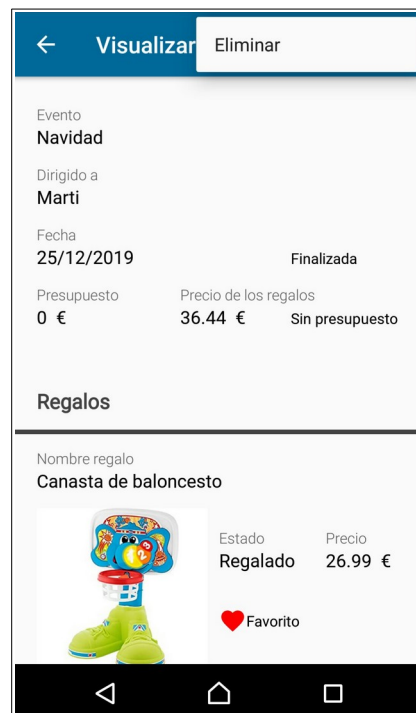 Visualizar
Eliminar
Evento
Navidad
Dirigido a
Marti
Fecha
25/12/2019
Finalizada
Presupuesto
Precio de los regalos
0 €
36.44 €
Sin presupuesto
Regalos
Nombre regalo
Canasta de baloncesto
Estado
Precio
Regalado
26.99 €
Favorito